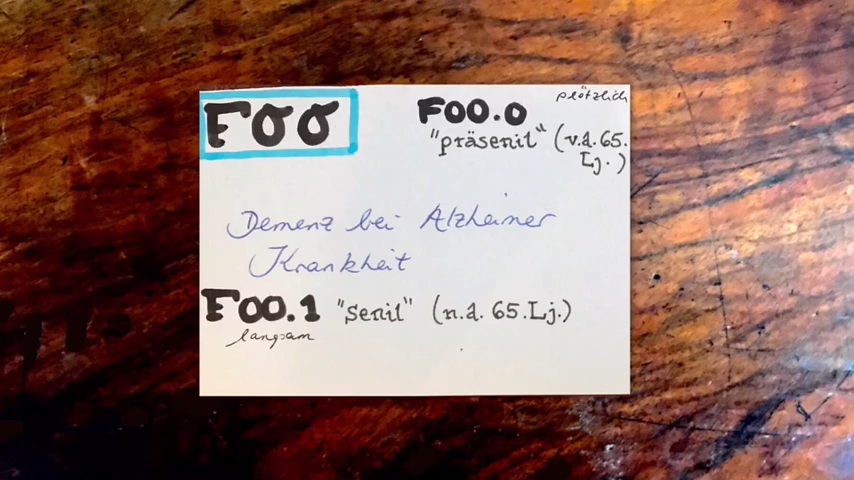 F00
F00.0
plötzlich
"präsenil" (v.d. 65.
Lj.)
Demenz bei Alzheimer
Krankheit
F00.1 "senil" (n.d. 65.Lj.)
langsam